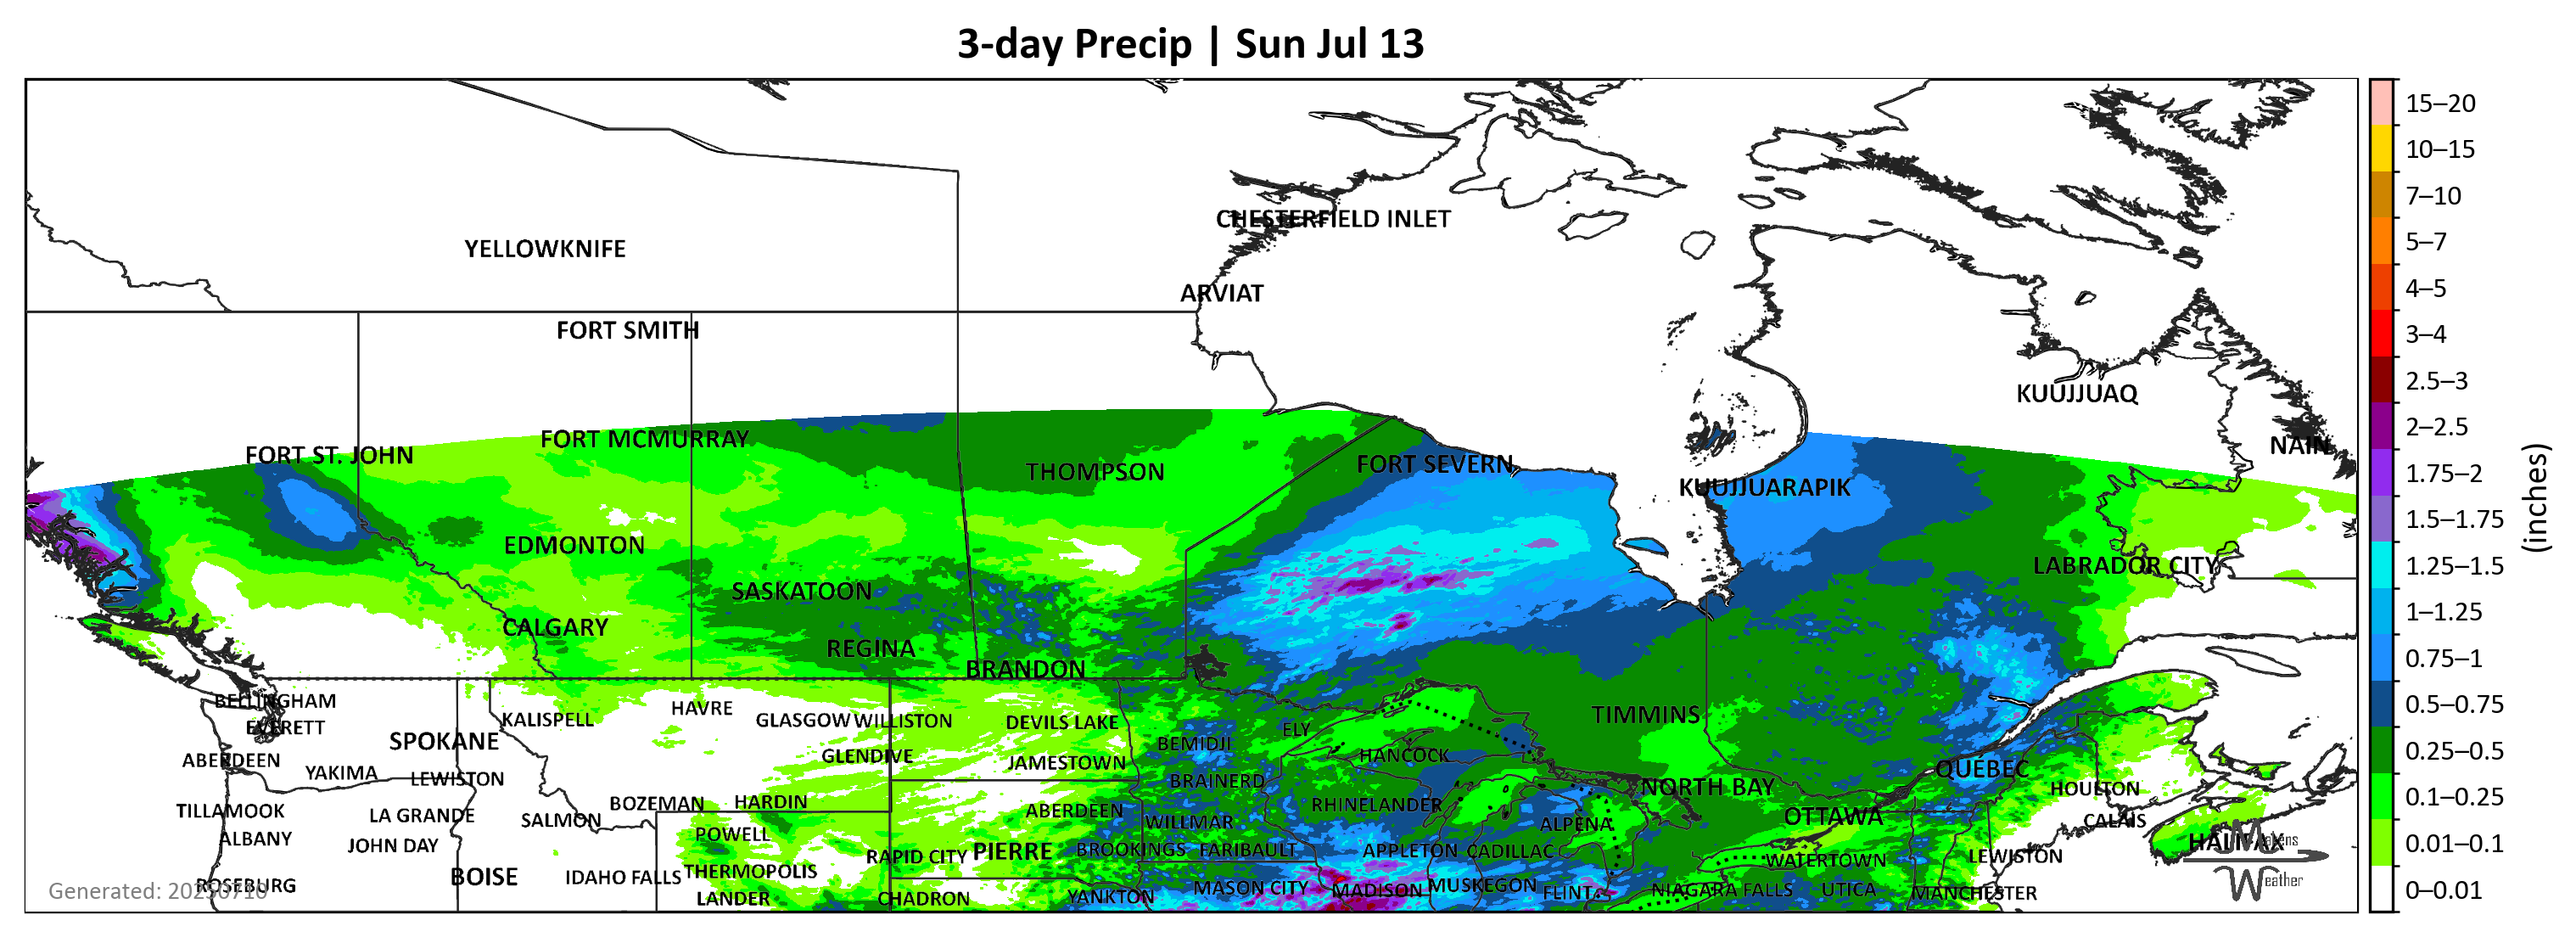 3-day Precip | Sun Jul 13
15–20
10–15
7–10
5–7
4–5
3–4
2.5–3
2–2.5
1.75–2
1.5–1.75
1.25–1.5
1–1.25
0.75–1
0.5–0.75
0.25–0.5
0.1–0.25
0.01–0.1
0–0.01
(inches)
CHESTERFIELD INLET
YELLOWKNIFE
ARVIAT
FORT SMITH
KUUJJUAQ
FORT MCMURRAY
NAIN
FORT ST. JOHN
FORT SEVERN
THOMPSON
KUUJJUARAPIK
EDMONTON
LABRADOR CITY
SASKATOON
CALGARY
REGINA
BRANDON
BELLINGHAM
HAVRE
TIMMINS
KALISPELL
GLASGOW
WILLISTON
DEVILS LAKE
EVERETT
ELY
SPOKANE
BEMIDJI
HANCOCK
GLENDIVE
ABERDEEN
JAMESTOWN
QUÉBEC
YAKIMA
LEWISTON
BRAINERD
NORTH BAY
HOULTON
BOZEMAN
HARDIN
RHINELANDER
TILLAMOOK
LA GRANDE
ABERDEEN
OTTAWA
SALMON
WILLMAR
ALPENA
CALAIS
ALBANY
POWELL
JOHN DAY
HALIFAX
RAPID CITY
PIERRE
BROOKINGS
FARIBAULT
APPLETON
CADILLAC
LEWISTON
WATERTOWN
BOISE
IDAHO FALLS
THERMOPOLIS
ROSEBURG
MASON CITY
MADISON
MUSKEGON
FLINT
NIAGARA FALLS
UTICA
MANCHESTER
LANDER
CHADRON
YANKTON
Weather